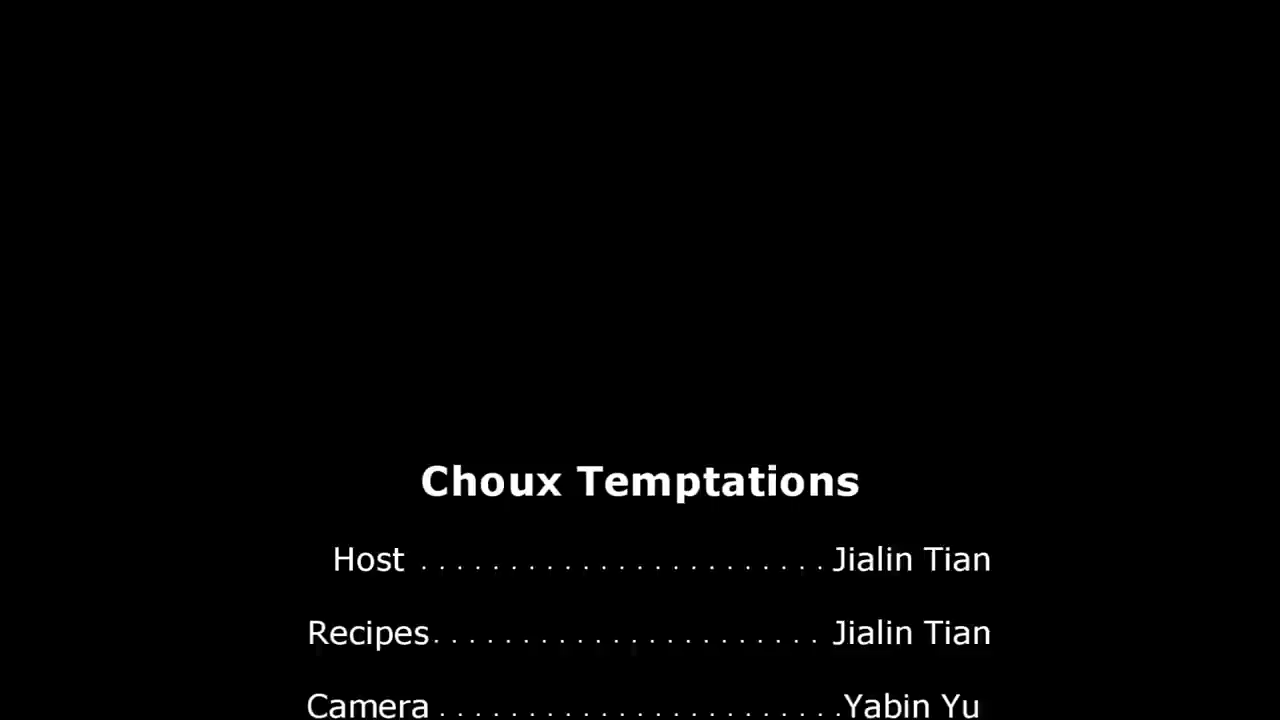 Choux Temptations
Host . . . . . . . . . . . . . . . . . . . . . . . Jialin Tian
Recipes. . . . . . . . . . . . . . . . . . . . . . Jialin Tian
Camera . . . . . . . . . . . . . . . . . . . . . . .Yabin Yu